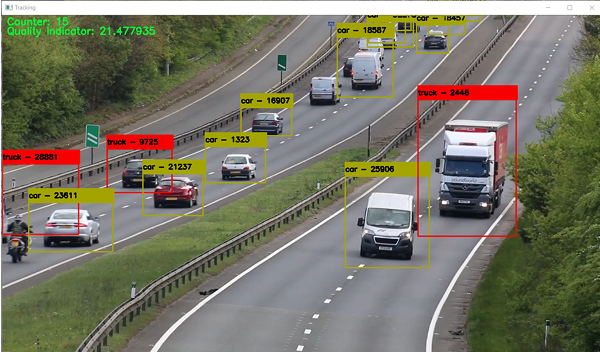 Tracking
Counter: 15
Quality Indicator: 21.477935
car - 18457
car - 18587
truck - 2445
car - 16907
truck - 9725
car - 1323
truck - 28881
car - 21237
car - 25906
car - 23611